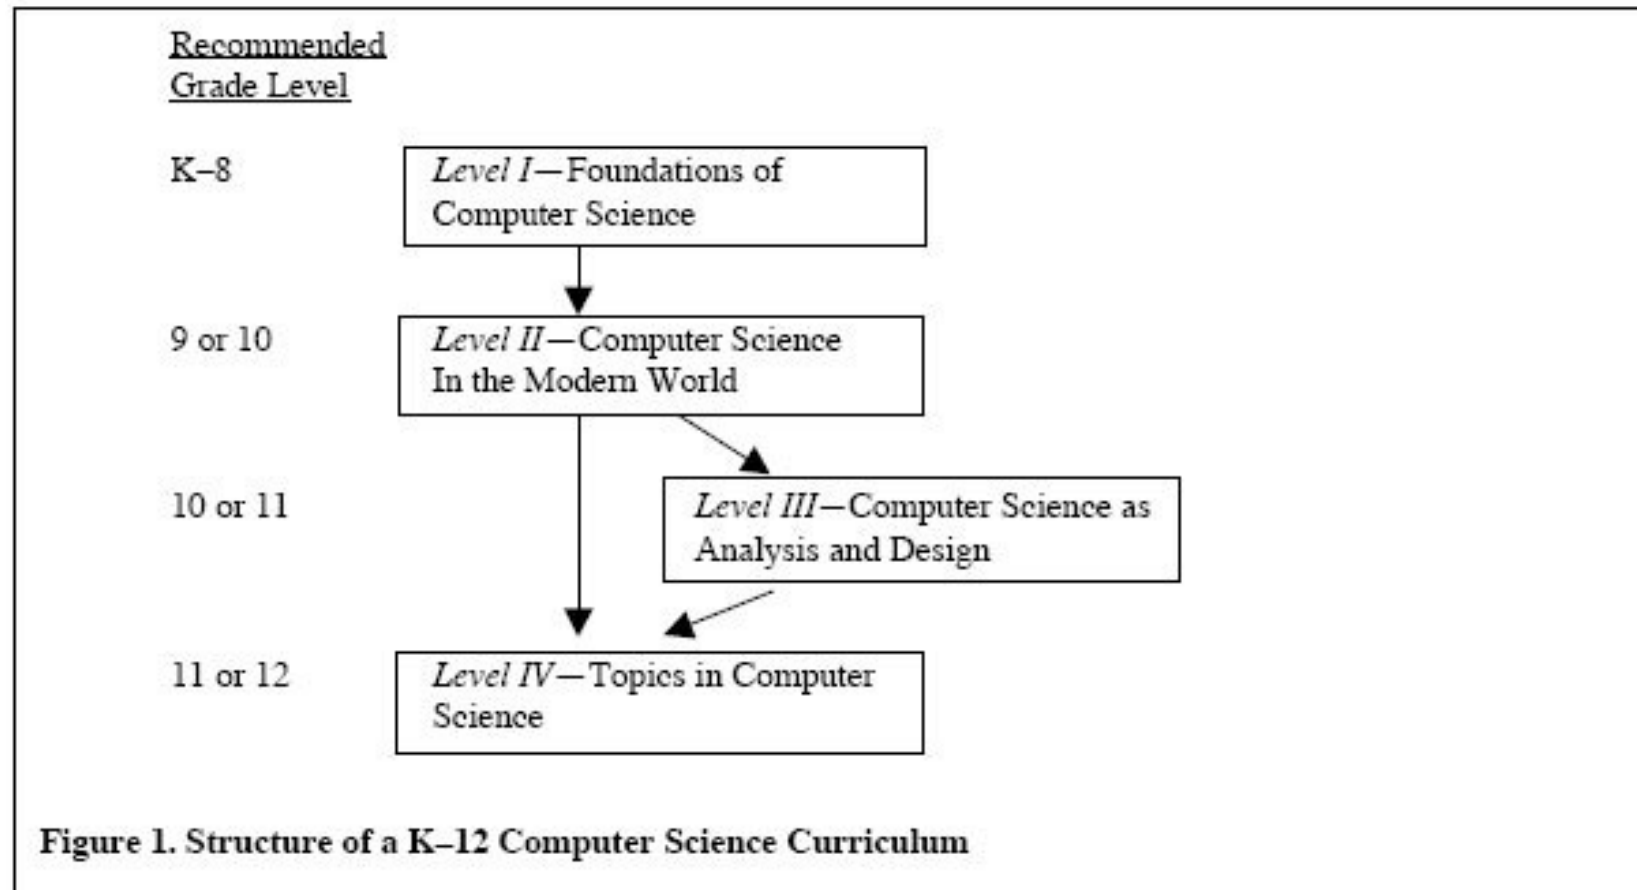 Recommended
Grade Level
K–8
Level I—Foundations of
Computer Science
9 or 10
Level II—Computer Science
In the Modern World
10 or 11
Level III—Computer Science as
Analysis and Design
11 or 12
Level IV—Topics in Computer
Science
Figure 1. Structure of a K–12 Computer Science Curriculum